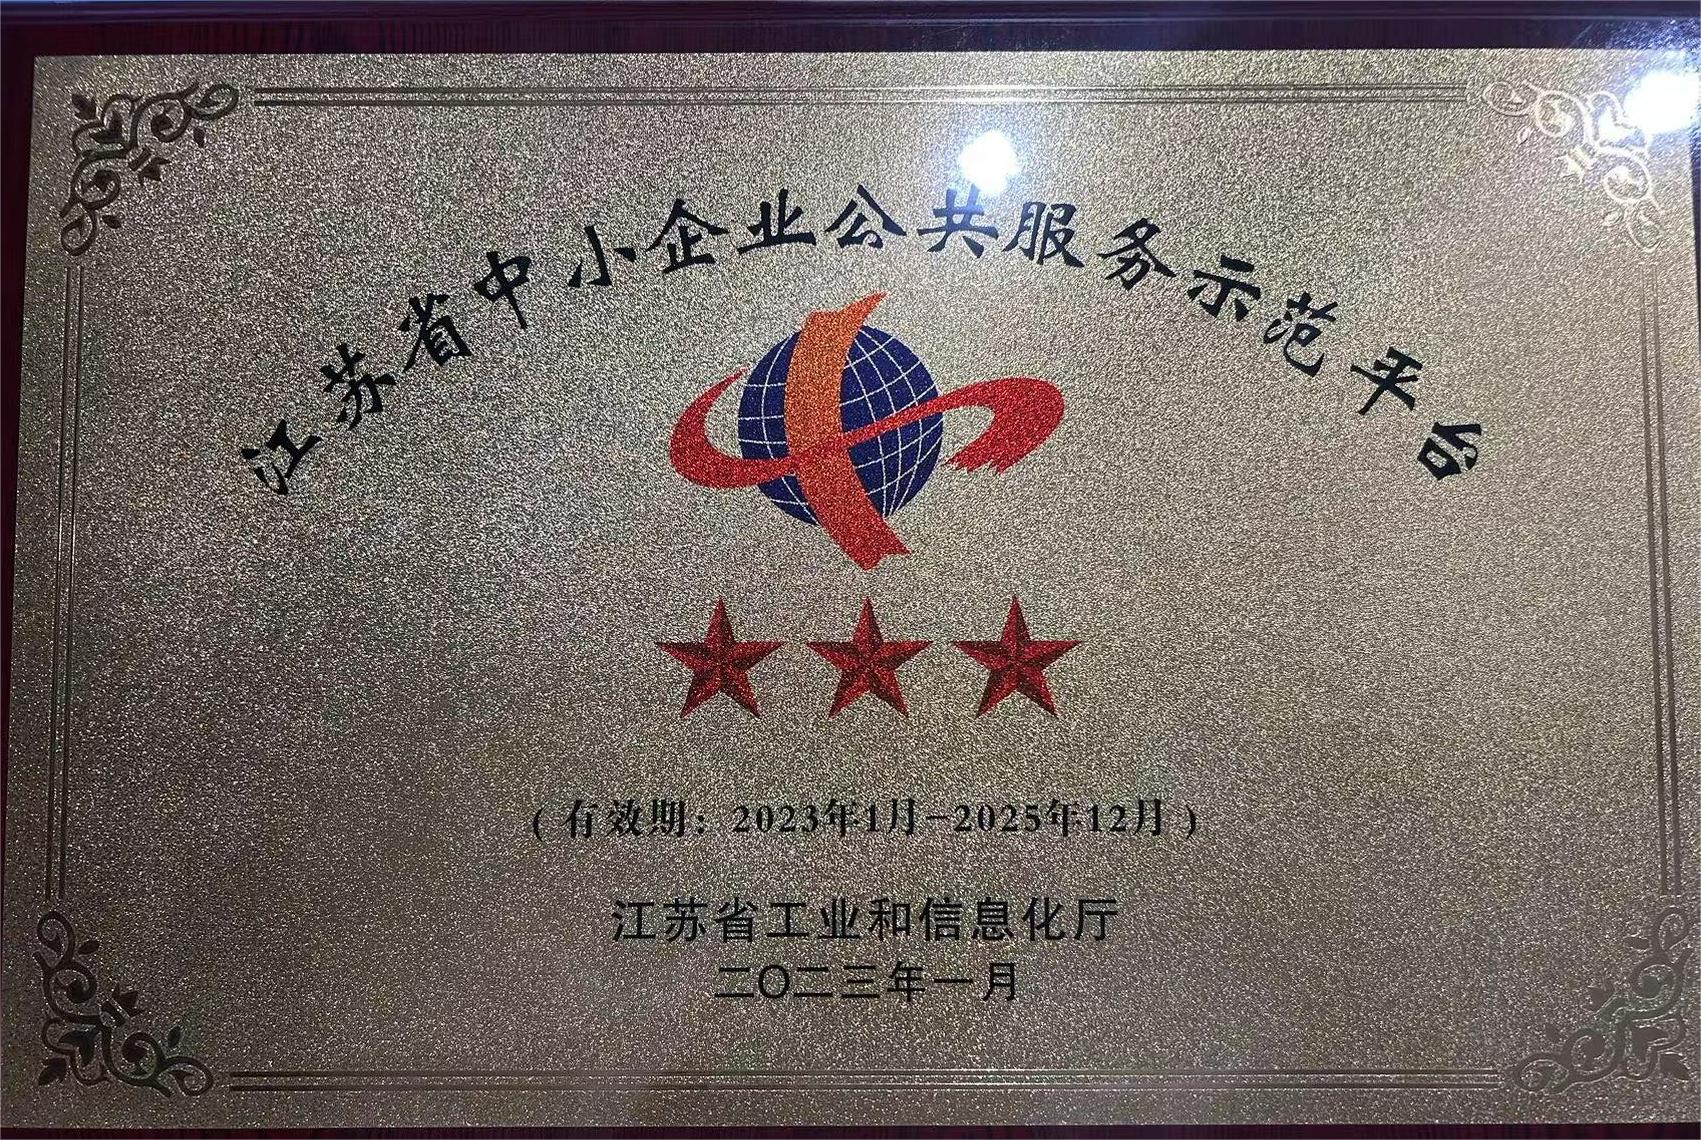 江苏省中小企业公共服务示范平台
（有效期：2023年1月-2025年12月）
江苏省工业和信息化厅
二O二三年一月